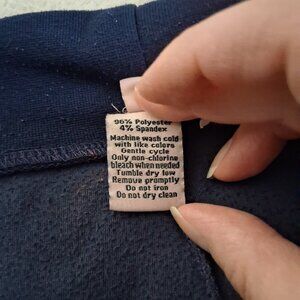 96% Polyester
4% Spandex
Machine wash cold
with like colors
Gentle cycle
Only non-chlorine
bleach when needed
Tumble dry low
Remove promptly
Do not iron
Do not dry clean